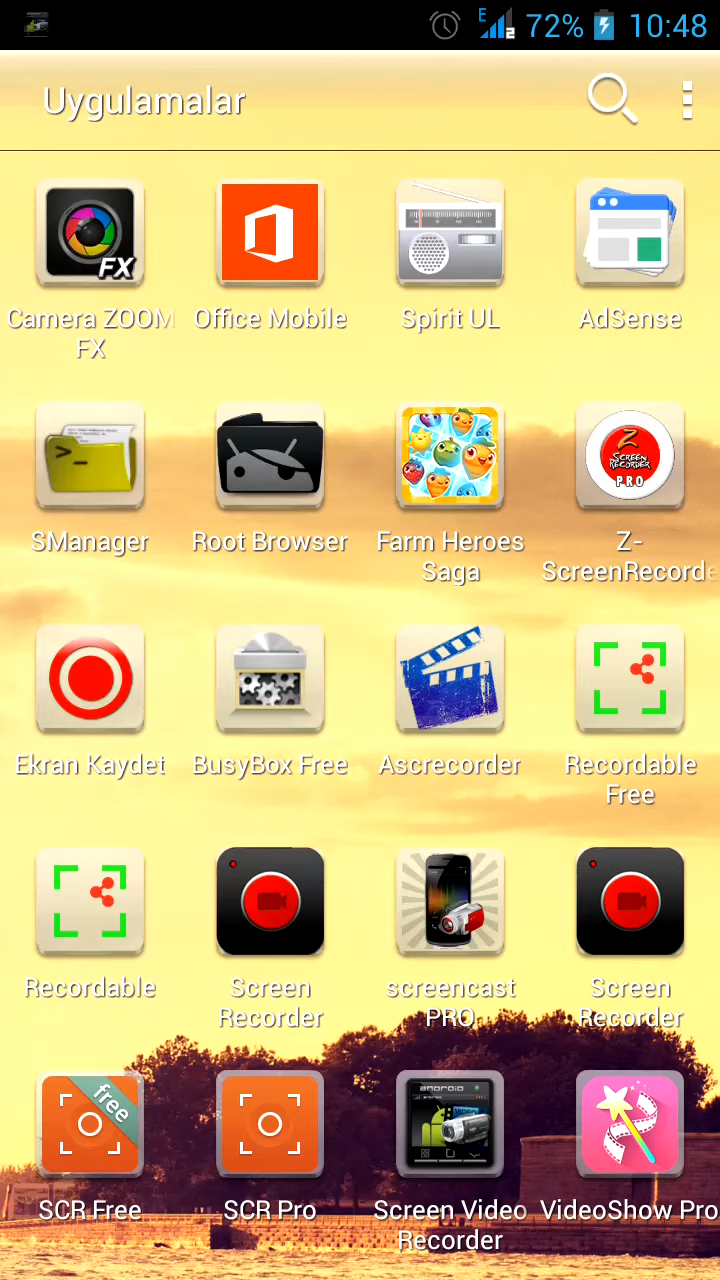 E 2 72% 10:48
Uygulamalar
FX
Camera ZOOM
FX
Office Mobile
Spirit UL
AdSense
>_
Z
SCREEN
RECORDER
PRO
SManager
Root Browser
Farm Heroes
Saga
Z-
ScreenRecorde
Ekran Kaydet
BusyBox Free
Ascrecorder
Recordable
Free
Recordable
Screen
Recorder
screencast
PRO
Screen
Recorder
free
ANDROID
SCR Free
SCR Pro
Screen Video
Recorder
VideoShow Pro